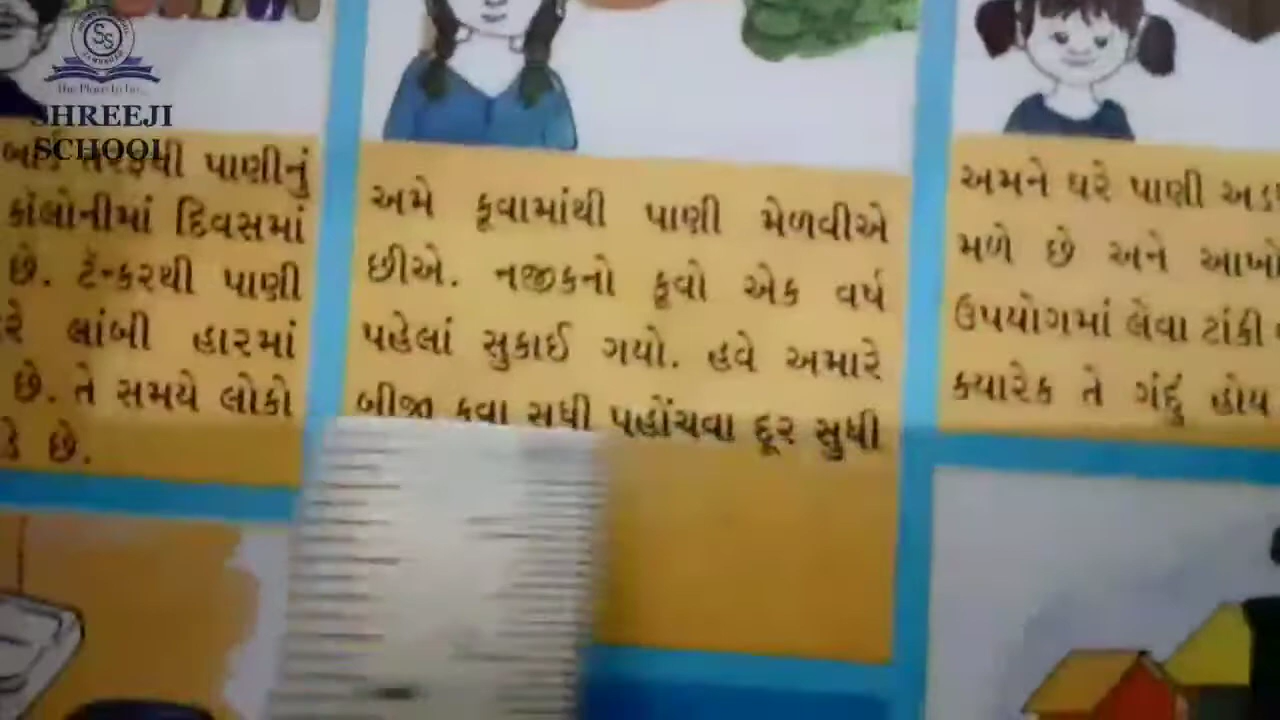 SHREEJI
SCHOOL
પાણીનું
કૉલોનીમાં દિવસમાં
છે. ટૅન્કરથી પાણી
લાંબી હારમાં
છે. તે સમયે લોકો
છે.
અમે કૂવામાંથી પાણી મેળવીએ
છીએ. નજીકનો કૂવો એક વર્ષ
પહેલાં સુકાઈ ગયો. હવે અમારે
બીજા કૂવા સુધી પહોંચવા દૂર સુધી
અમને ઘરે પાણી
મળે છે અને આખો
ઉપયોગમાં લેવા ટાંકી
ક્યારેક તે ગંદું હોય